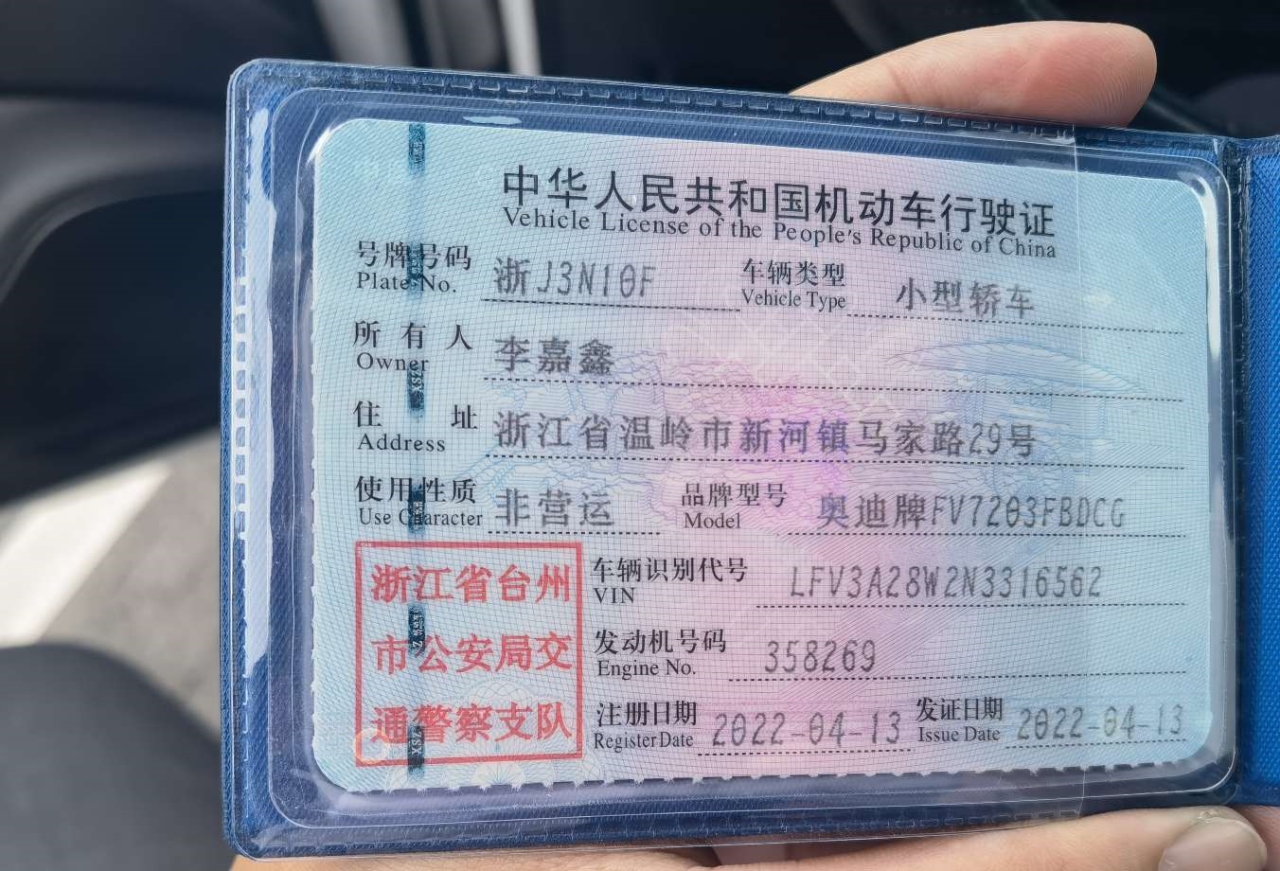 中华人民共和国机动车行驶证
Vehicle License of the People's Republic of China
号牌号码 浙J3N10F 车辆类型 小型轿车
Plate No. Vehicle Type
所有人 李嘉鑫
Owner
住址 浙江省温岭市新河镇马家路29号
Address
使用性质 非营运 品牌型号 奥迪牌FV7203FBDCG
Use Character Model
浙江省台州
市公安局交
通警察支队
车辆识别代号 LFV3A28W2N3316562
VIN
发动机号码 358269
Engine No.
注册日期 2022-04-13 发证日期 2022-04-13
Register Date Issue Date